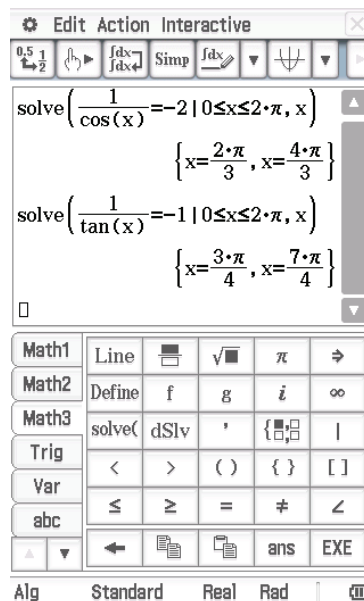 Edit Action Interactive
0.5 1 2 ∫dx ∫dx Simp ∫dx
solve(1/cos(x)=-2|0≤x≤2·π, x)
{x=2·π/3, x=4·π/3}
solve(1/tan(x)=-1|0≤x≤2·π, x)
{x=3·π/4, x=7·π/4}
Math1 Line √■ π ⇒
Math2 Define f g i ∞
Math3 solve( dSlv ' {■;■ |
Trig < > ( ) { } [ ]
Var ≤ ≥ = ≠ ∠
abc
← ans EXE
Alg Standard Real Rad